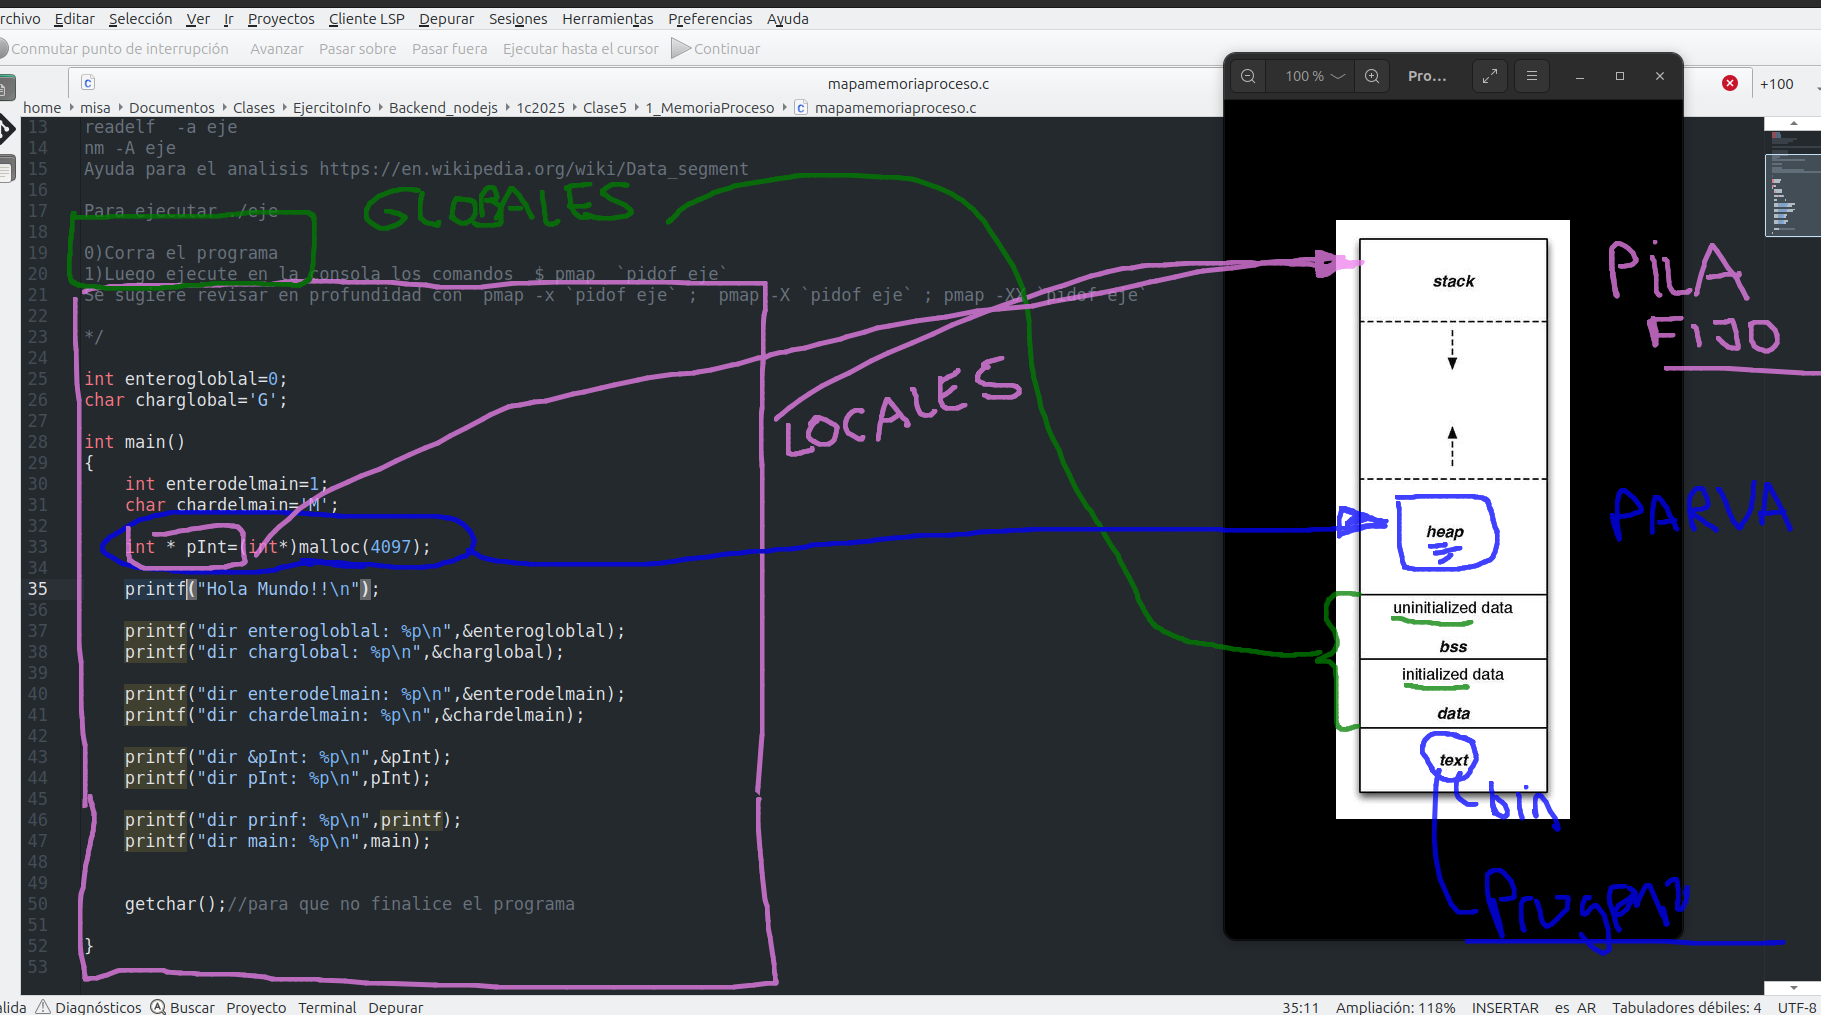 Editar Selección Ver Ir Proyectos Cliente LSP Depurar Sesiones Herramientas Preferencias Ayuda
Conmutar punto de interrupción Avanzar Pasar sobre Pasar fuera Ejecutar hasta el cursor Continuar
mapamemoriaproceso.c
+100
home misa Documentos Clases EjercitoInfo Backend_nodejs 1c2025 Clase5 1_MemoriaProceso mapamemoriaproceso.c
13 readelf  -a eje
14 nm -A eje
15 Ayuda para el analisis https://en.wikipedia.org/wiki/Data_segment
16
17 Para ejecutar ./eje
18
19 0)Corra el programa
20 1)Luego ejecute en la consola los comandos  $ pmap  `pidof eje`
21 Se sugiere revisar en profundidad con  pmap -x `pidof eje` ;  pmap -X `pidof eje` ; pmap -XX `pidof eje`
22
23 */
24
25 int enterogloblal=0;
26 char charglobal='G';
27
28 int main()
29 {
30     int enterodelmain=1;
31     char chardelmain='M';
32
33     int * pInt=(int*)malloc(4097);
34
35     printf("Hola Mundo!!\n");
36
37     printf("dir enterogloblal: %p\n",&enterogloblal);
38     printf("dir charglobal: %p\n",&charglobal);
39
40     printf("dir enterodelmain: %p\n",&enterodelmain);
41     printf("dir chardelmain: %p\n",&chardelmain);
42
43     printf("dir &pInt: %p\n",&pInt);
44     printf("dir pInt: %p\n",pInt);
45
46     printf("dir prinf: %p\n",printf);
47     printf("dir main: %p\n",main);
48
49
50     getchar();//para que no finalice el programa
51
52 }
53
GLOBALES
LOCALES
100 % Pro...
stack
heap
uninitialized data
bss
initialized data
data
text
PILA
FIJO
PARVA
bin
Diagnósticos Buscar Proyecto Terminal Depurar
35:11 Ampliación: 118% INSERTAR es AR Tabuladores débiles: 4 UTF-8